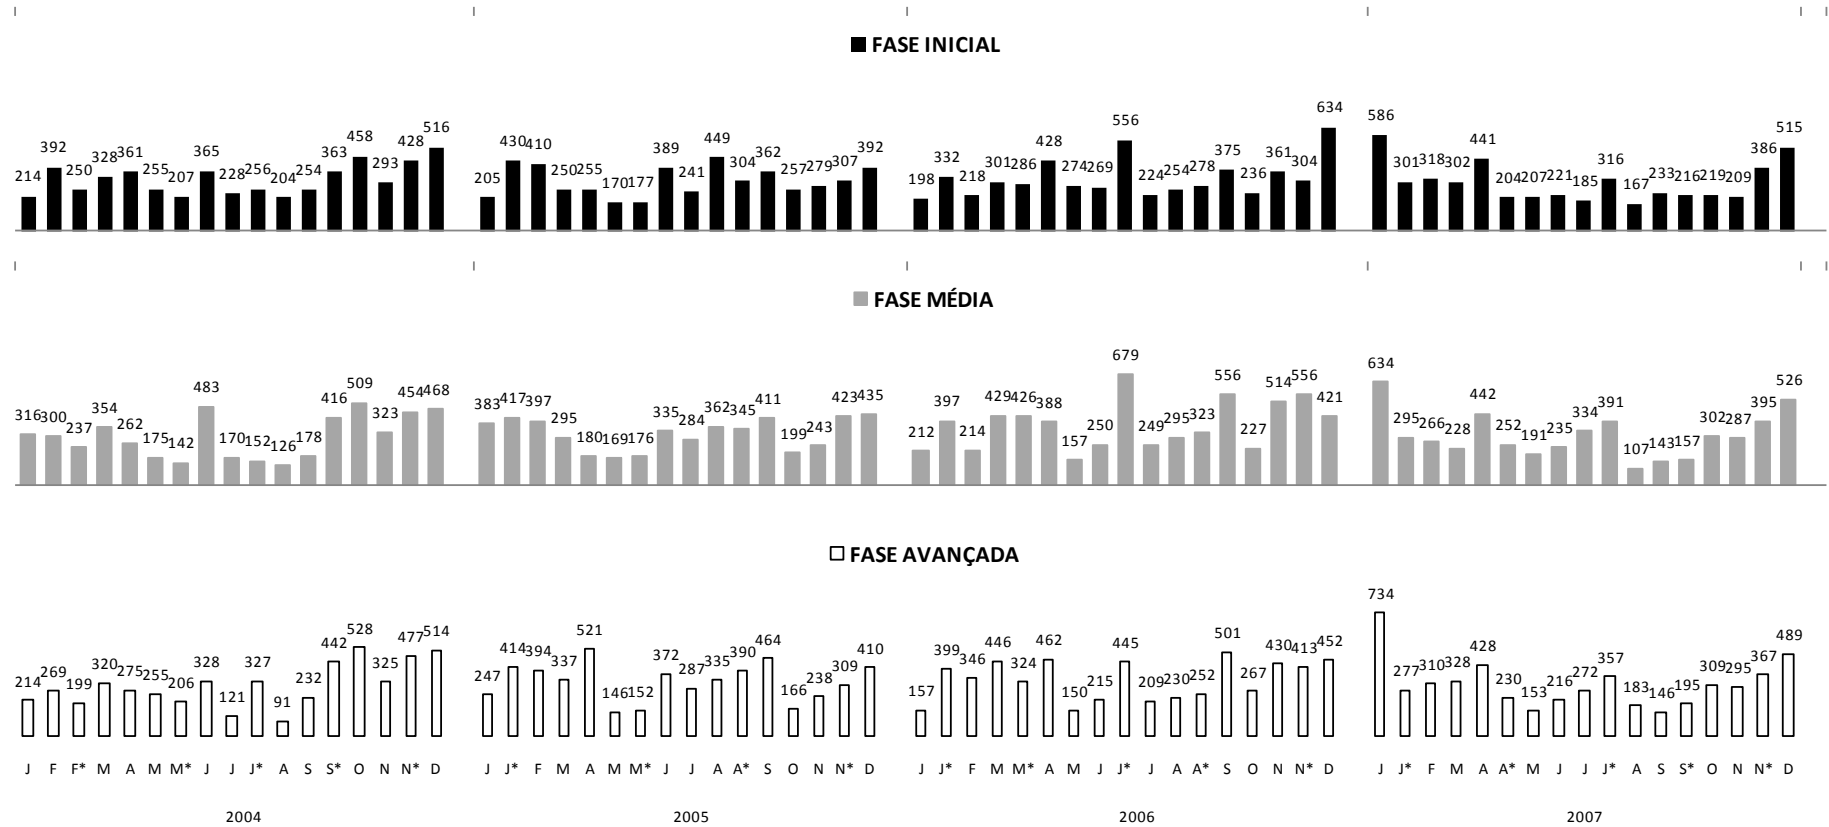 FASE INICIAL
214 392 250 328 361 255 207 365 228 256 204 254 363 458 293 428 516
205 430 410 250 255 170 177 389 241 449 304 362 257 279 307 392
198 332 218 301 286 428 274 269 556 224 254 278 375 236 361 304 634
586 301 318 302 441 204 207 221 185 316 167 233 216 219 209 386 515
FASE MÉDIA
316 300 237 354 262 175 142 483 170 152 126 178 416 509 323 454 468
383 417 397 295 180 169 176 335 284 362 345 411 199 243 423 435
212 397 214 429 426 388 157 250 679 249 295 323 556 227 514 556 421
634 295 266 228 442 252 191 235 334 391 107 143 157 302 287 395 526
FASE AVANÇADA
214 269 199 320 275 255 206 328 121 327 91 232 442 528 325 477 514
247 414 394 337 521 146 152 372 287 335 390 464 166 238 309 410
157 399 346 446 324 462 150 215 445 209 230 252 501 267 430 413 452
734 277 310 328 428 230 153 216 272 357 183 146 195 309 295 367 489
J F F* M A M M* J J J* A S S* O N N* D
J J* F M A M M* J J A A* S O N N* D
J J* F M M* A M J J* J A A* S O N N* D
J J* F M A A* M J J J* A S S* O N N* D
2004 2005 2006 2007